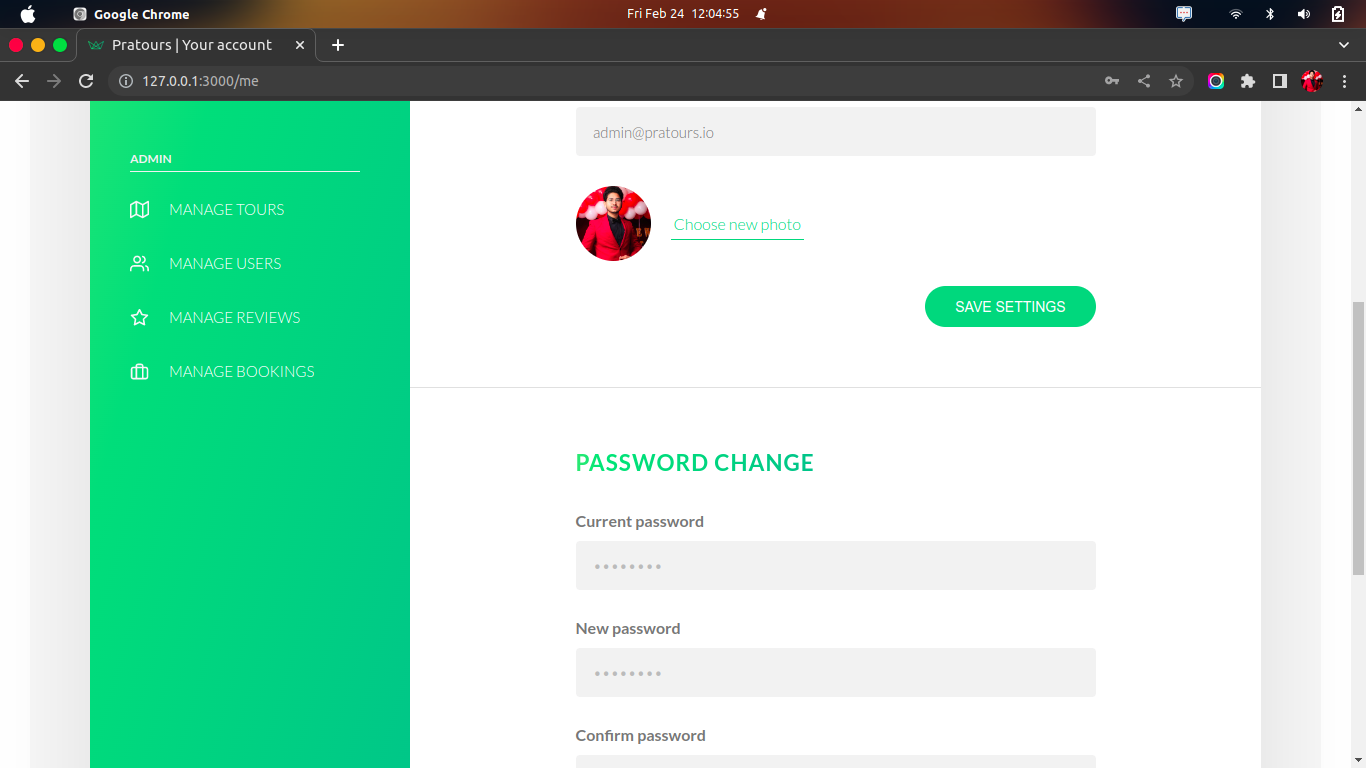 Google Chrome
Fri Feb 24 12:04:55
Pratours | Your account
127.0.0.1:3000/me
ADMIN
MANAGE TOURS
MANAGE USERS
MANAGE REVIEWS
MANAGE BOOKINGS
admin@pratours.io
Choose new photo
SAVE SETTINGS
PASSWORD CHANGE
Current password
••••••••
New password
••••••••
Confirm password